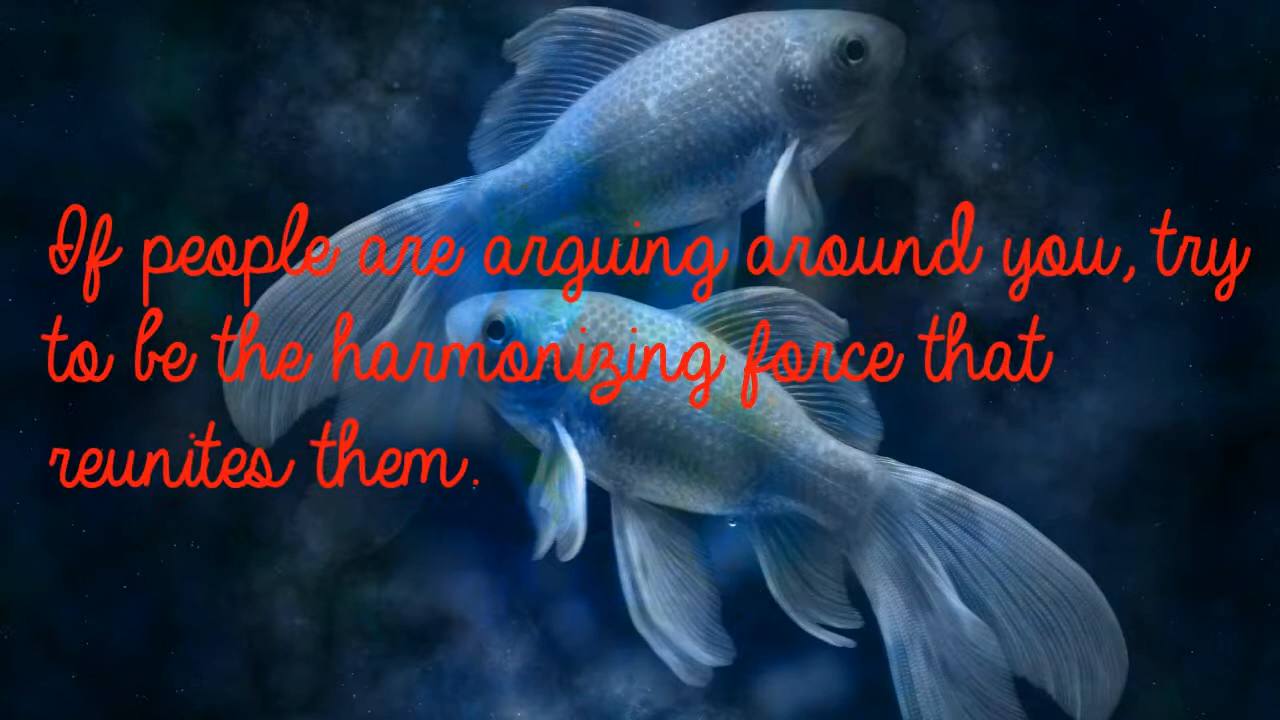 If people are arguing around you, try
to be the harmonizing force that
reunites them.